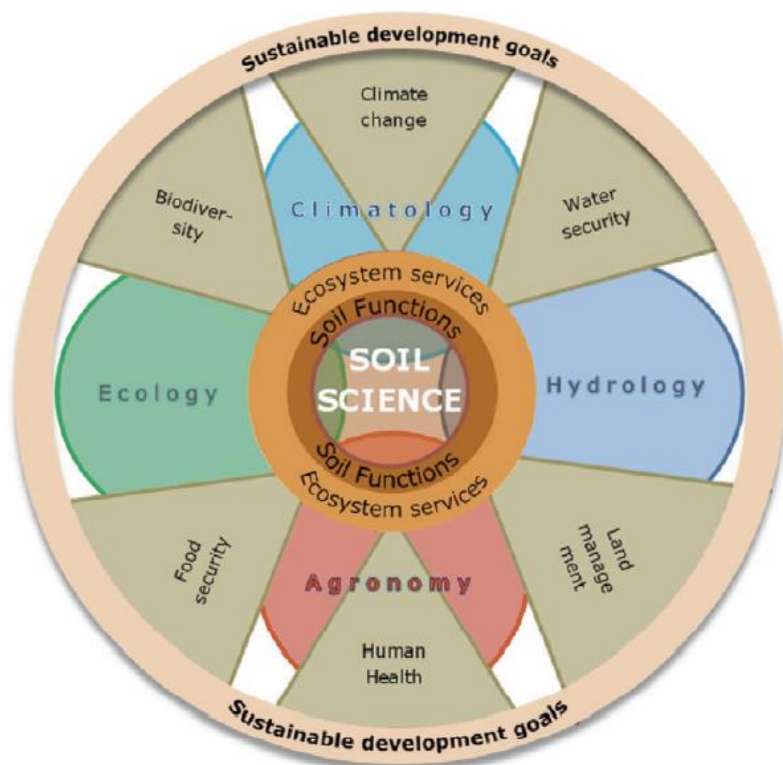 Sustainable development goals
Climate
change
Biodiver-
sity
Climatology
Water
security
Ecosystem services
Soil Functions
SOIL
SCIENCE
Ecology
Hydrology
Soil Functions
Ecosystem services
Food
security
Agronomy
Land
manage
ment
Human
Health
Sustainable development goals